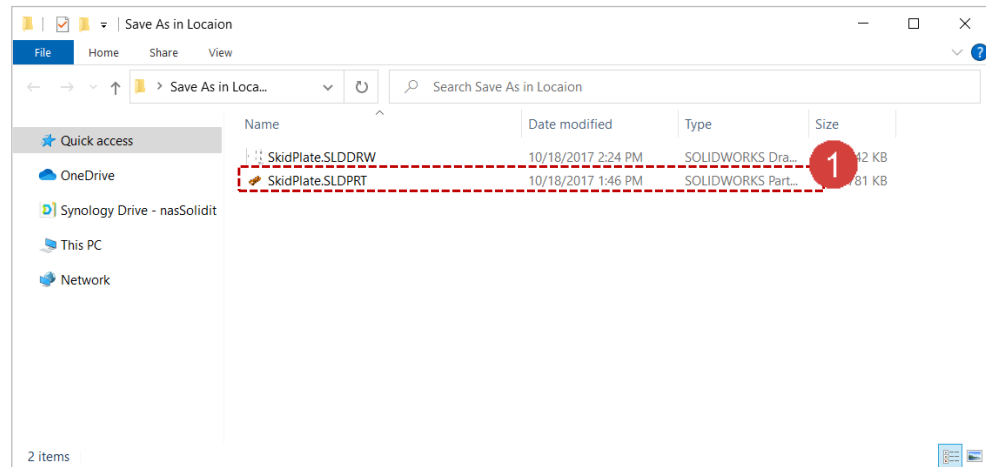 Save As in Locaion
File Home Share View
Save As in Loca... Search Save As in Locaion
Name Date modified Type Size
Quick access
SkidPlate.SLDDRW 10/18/2017 2:24 PM SOLIDWORKS Dra... 42 KB
OneDrive
SkidPlate.SLDPRT 10/18/2017 1:46 PM SOLIDWORKS Part... 1 KB
Synology Drive - nasSolidit
This PC
Network
2 items